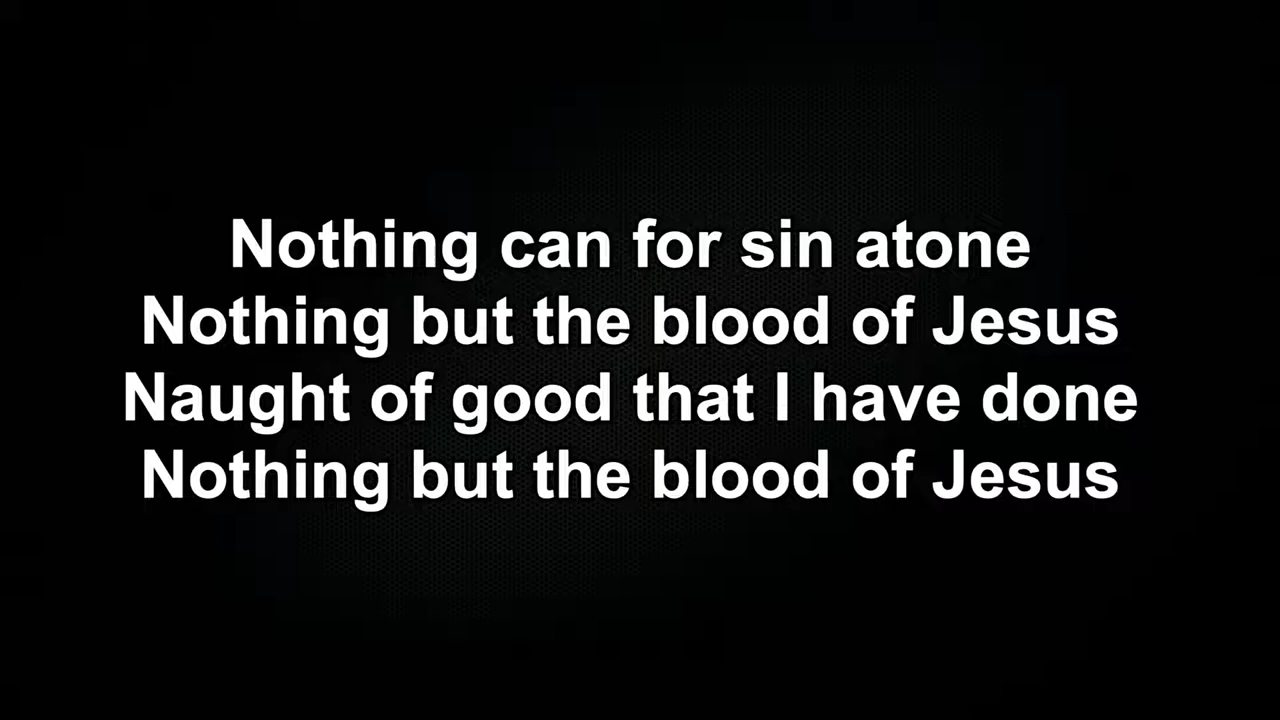 Nothing can for sin atone
Nothing but the blood of Jesus
Naught of good that I have done
Nothing but the blood of Jesus